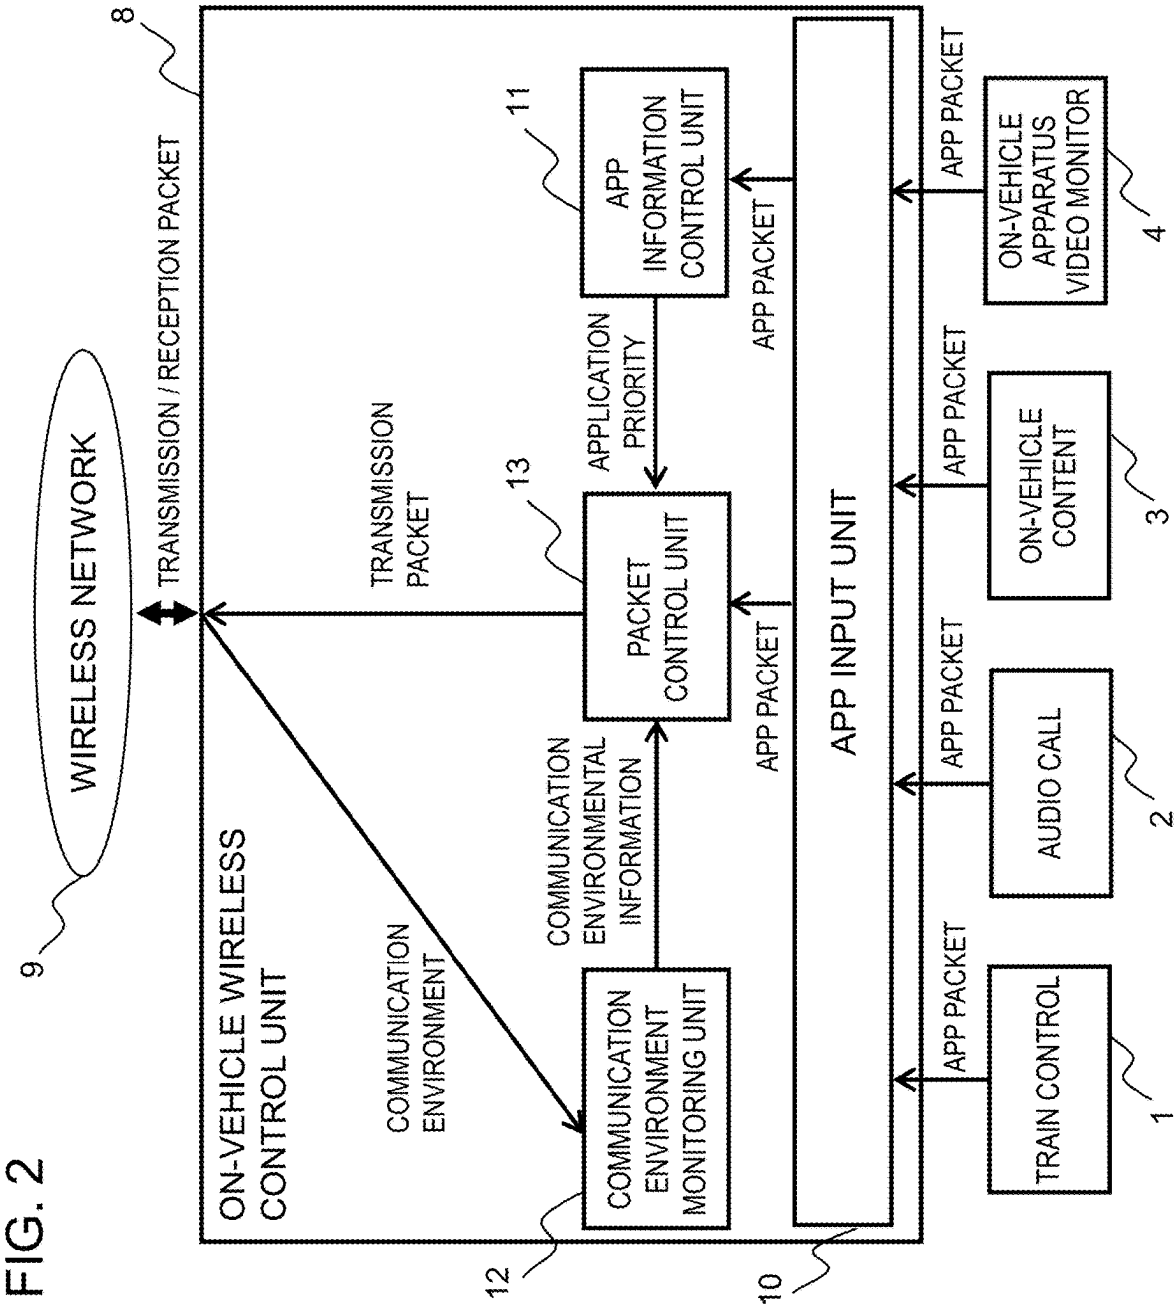 FIG. 2
9
WIRELESS NETWORK
TRANSMISSION / RECEPTION PACKET
8
ON-VEHICLE WIRELESS
CONTROL UNIT
COMMUNICATION
ENVIRONMENT
TRANSMISSION
PACKET
12
COMMUNICATION
ENVIRONMENT
MONITORING UNIT
COMMUNICATION
ENVIRONMENTAL
INFORMATION
13
PACKET
CONTROL UNIT
APPLICATION
PRIORITY
11
APP
INFORMATION
CONTROL UNIT
APP PACKET
APP PACKET
10
APP INPUT UNIT
APP PACKET
APP PACKET
APP PACKET
APP PACKET
TRAIN CONTROL
AUDIO CALL
ON-VEHICLE
CONTENT
ON-VEHICLE
APPARATUS
VIDEO MONITOR
1
2
3
4